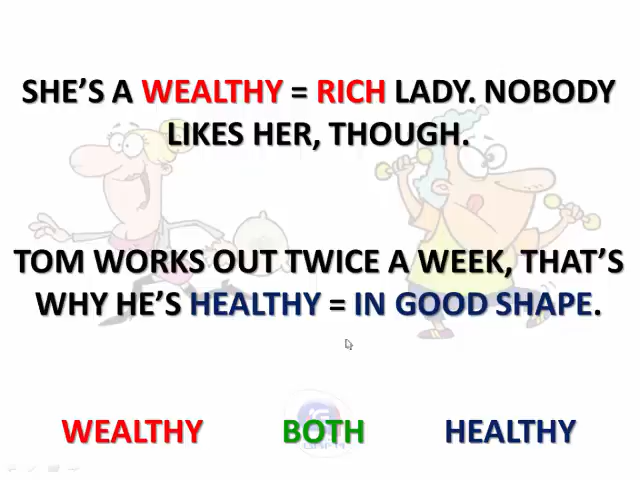 SHE'S A WEALTHY = RICH LADY. NOBODY
LIKES HER, THOUGH.
TOM WORKS OUT TWICE A WEEK, THAT'S
WHY HE'S HEALTHY = IN GOOD SHAPE.
WEALTHY BOTH HEALTHY